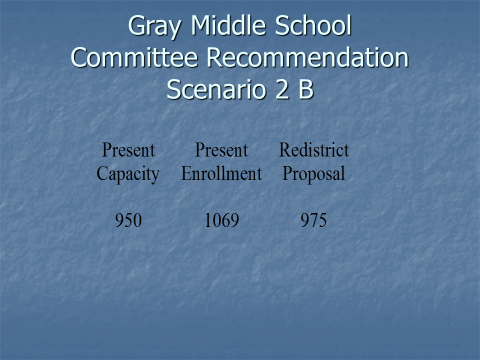 Gray Middle School
Committee Recommendation
Scenario 2 B
Present Present Redistrict
Capacity Enrollment Proposal
950 1069 975